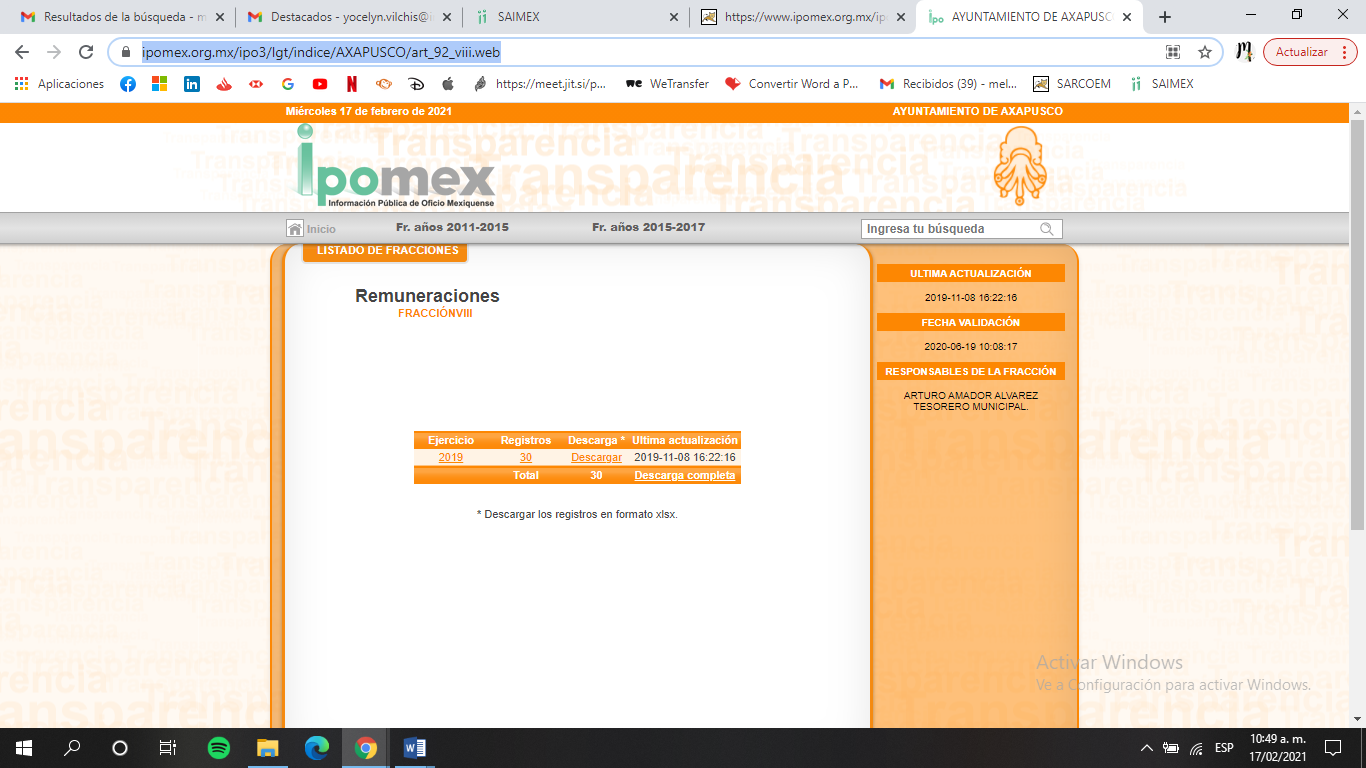 Resultados de la búsqueda - m
Destacados - yocelyn.vilchis@i
SAIMEX
https://www.ipomex.org.mx/ip
AYUNTAMIENTO DE AXAPUSC
ipomex.org.mx/ipo3/lgt/indice/AXAPUSCO/art_92_viii.web
Actualizar
Aplicaciones
https://meet.jit.si/p...
WeTransfer
Convertir Word a P...
Recibidos (39) - mel...
SARCOEM
SAIMEX
Miércoles 17 de febrero de 2021
AYUNTAMIENTO DE AXAPUSCO
Transparencia
ipomex
Información Pública de Oficio Mexiquense
Inicio
Fr. años 2011-2015
Fr. años 2015-2017
Ingresa tu búsqueda
LISTADO DE FRACCIONES
Remuneraciones
FRACCIÓNVIII
ULTIMA ACTUALIZACIÓN
2019-11-08 16:22:16
FECHA VALIDACIÓN
2020-06-19 10:08:17
RESPONSABLES DE LA FRACCIÓN
ARTURO AMADOR ALVAREZ
TESORERO MUNICIPAL.
Ejercicio Registros Descarga * Ultima actualización
2019 30 Descargar 2019-11-08 16:22:16
Total 30 Descarga completa
* Descargar los registros en formato xlsx.
Activar Windows
Ve a Configuración para activar Windows.
ESP
10:49 a. m.
17/02/2021